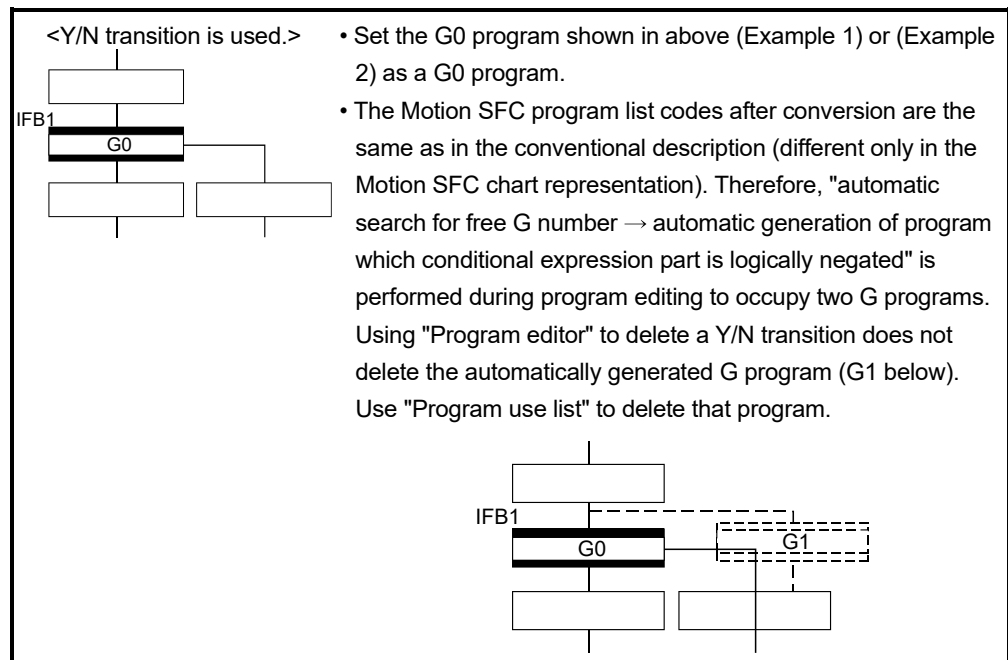 <Y/N transition is used.>
IFB1
G0
• Set the G0 program shown in above (Example 1) or (Example
2) as a G0 program.
• The Motion SFC program list codes after conversion are the
same as in the conventional description (different only in the
Motion SFC chart representation). Therefore, "automatic
search for free G number → automatic generation of program
which conditional expression part is logically negated" is
performed during program editing to occupy two G programs.
Using "Program editor" to delete a Y/N transition does not
delete the automatically generated G program (G1 below).
Use "Program use list" to delete that program.
IFB1
G0
G1